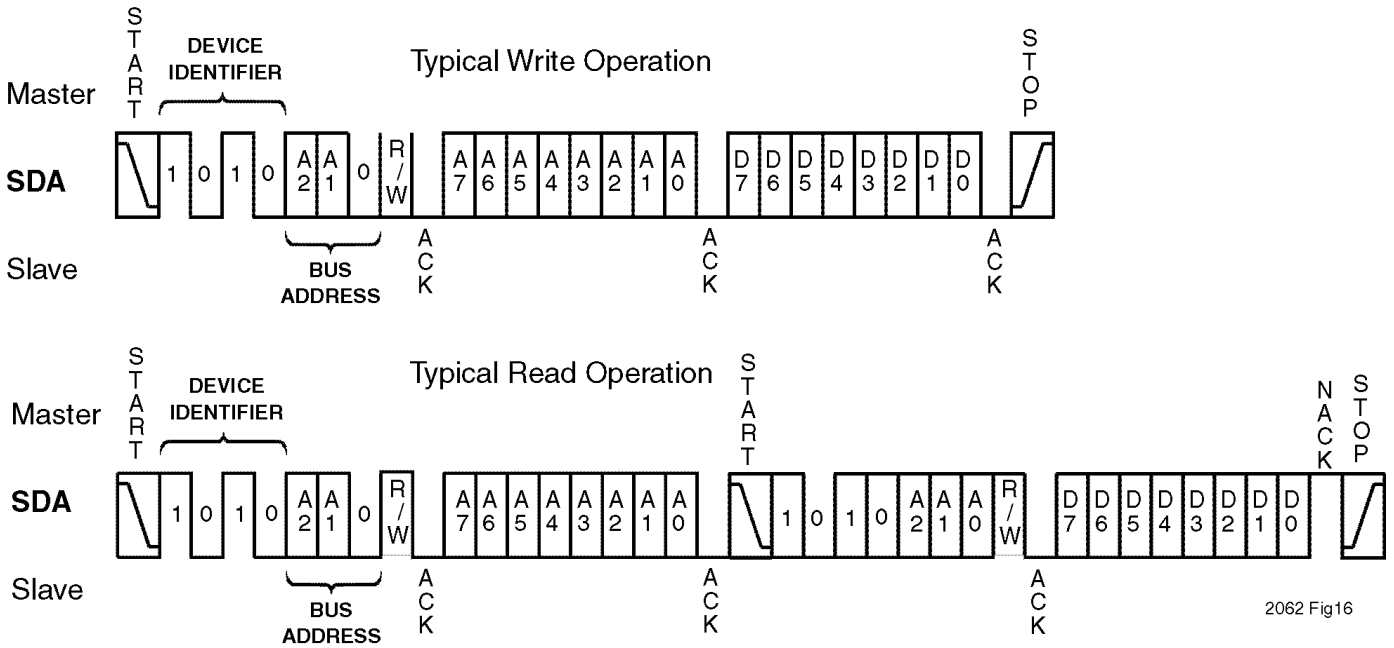 START
DEVICE
IDENTIFIER
Typical Write Operation
STOP
Master
SDA
1 0 1 0 A2 A1 0 R/W A7 A6 A5 A4 A3 A2 A1 A0 D7 D6 D5 D4 D3 D2 D1 D0
Slave
BUS
ADDRESS
ACK
ACK
ACK
START
DEVICE
IDENTIFIER
Typical Read Operation
START
NACK
STOP
Master
SDA
1 0 1 0 A2 A1 0 R/W A7 A6 A5 A4 A3 A2 A1 A0 1 0 1 0 A2 A1 A0 R/W D7 D6 D5 D4 D3 D2 D1 D0
Slave
BUS
ADDRESS
ACK
ACK
ACK
2062 Fig16